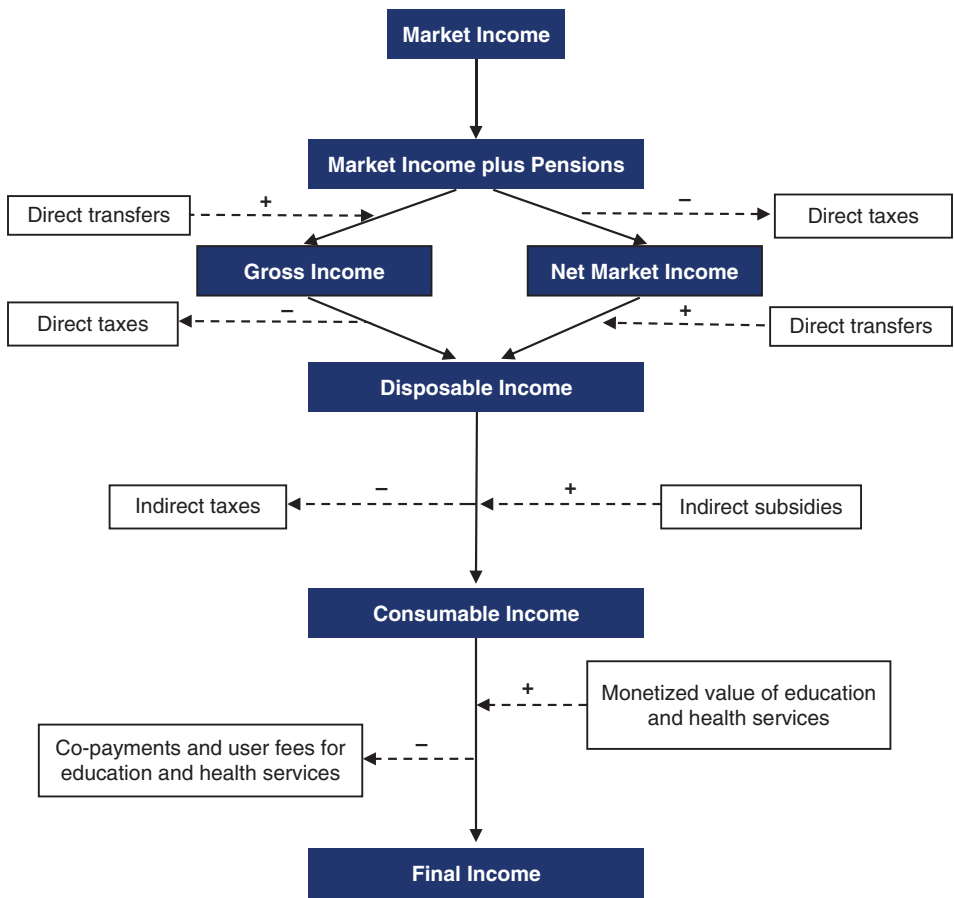 Market Income
Market Income plus Pensions
Direct transfers
+
−
Direct taxes
Gross Income
Net Market Income
Direct taxes
−
+
Direct transfers
Disposable Income
Indirect taxes
−
+
Indirect subsidies
Consumable Income
+
Monetized value of education
and health services
Co-payments and user fees for
education and health services
−
Final Income